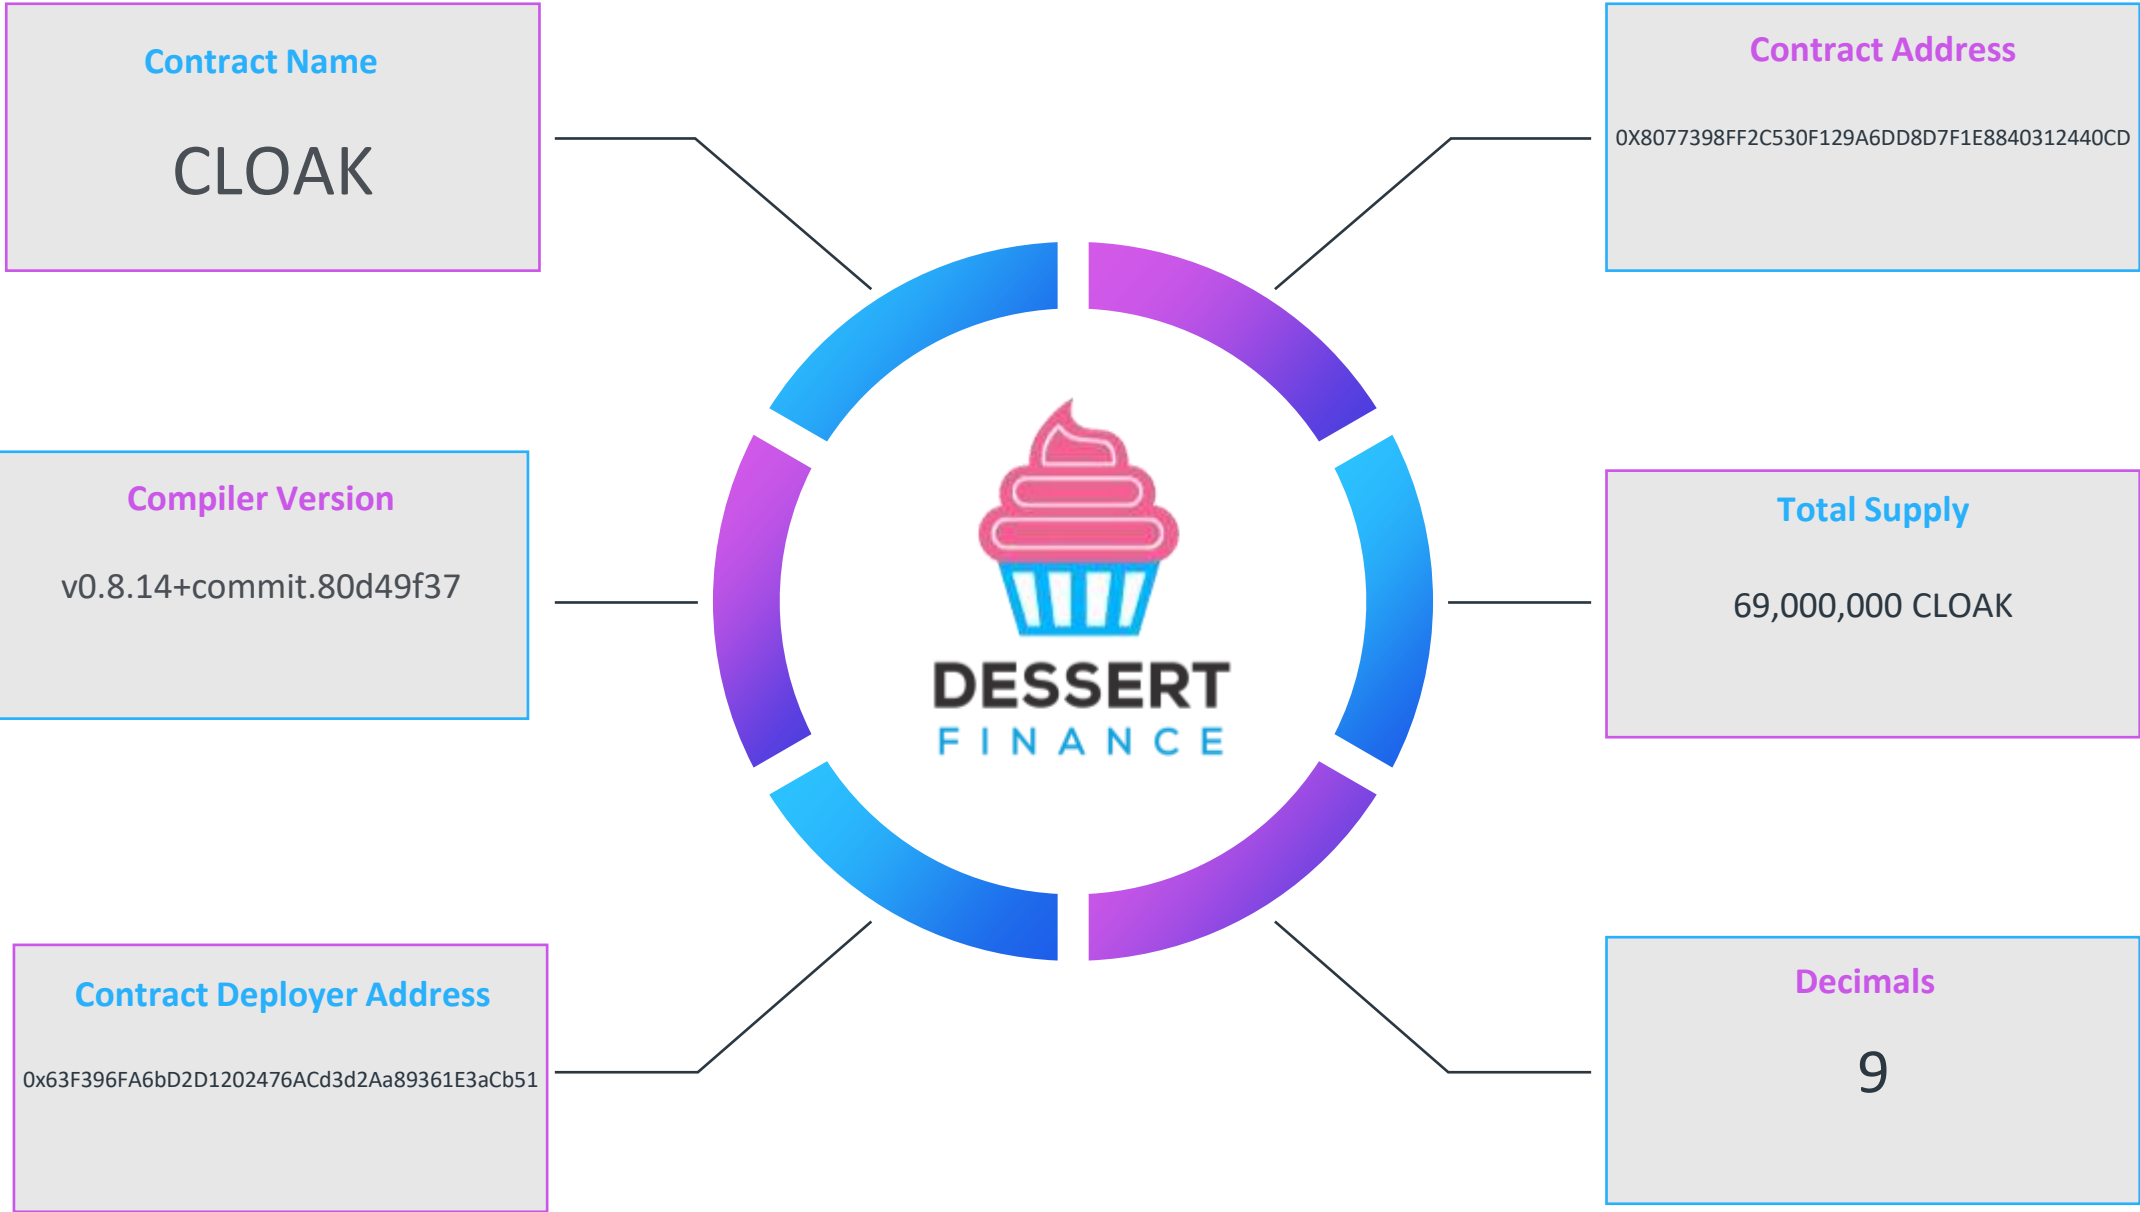 Contract Name
CLOAK
Contract Address
0X8077398FF2C530F129A6DD8D7F1E8840312440CD
Compiler Version
v0.8.14+commit.80d49f37
DESSERT
FINANCE
Total Supply
69,000,000 CLOAK
Contract Deployer Address
0x63F396FA6bD2D1202476ACd3d2Aa89361E3aCb51
Decimals
9